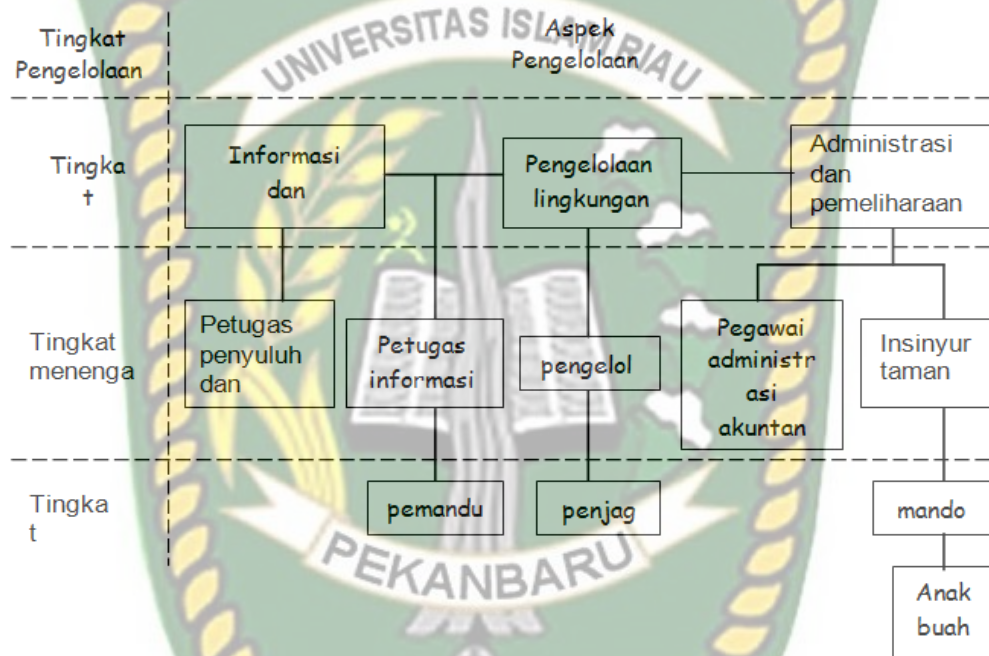 Tingkat
Pengelolaan
Aspek
Pengelolaan
UNIVERSITAS ISLAM RIAU
Tingka
t
Informasi
dan
Pengelolaan
lingkungan
Administrasi
dan
pemeliharaan
Tingkat
menenga
Petugas
penyuluh
dan
Petugas
informasi
pengelol
Pegawai
administr
asi
akuntan
Insinyur
taman
Tingka
t
pemandu
penjag
mando
PEKANBARU
Anak
buah